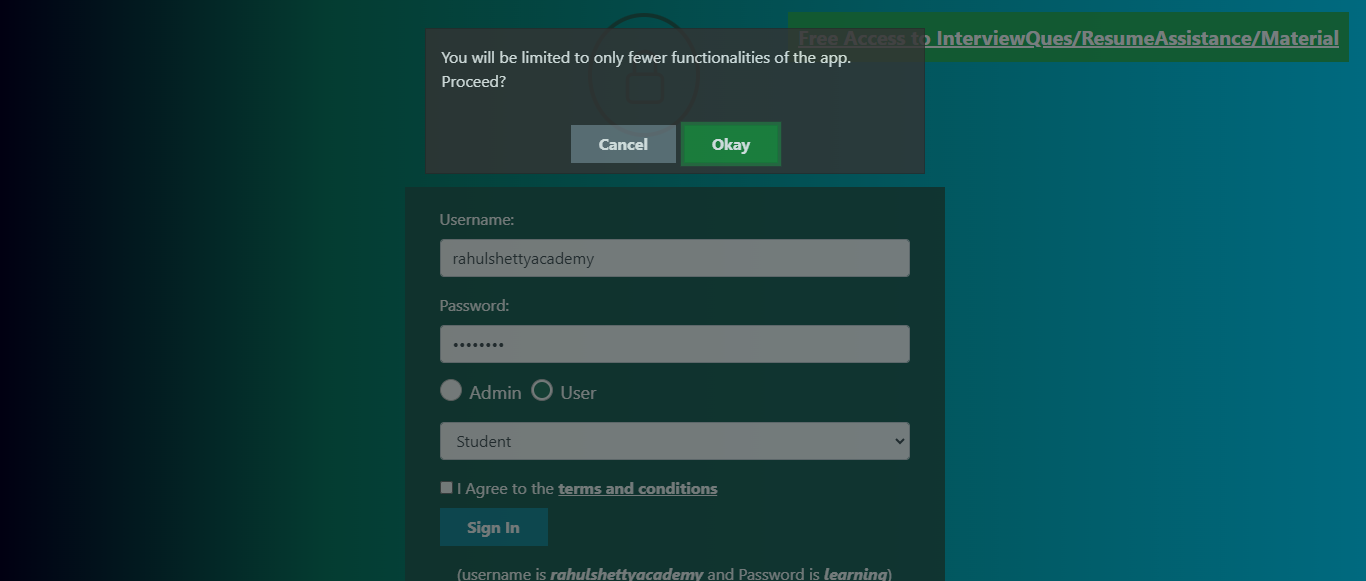 Free Access to InterviewQues/ResumeAssistance/Material
You will be limited to only fewer functionalities of the app.
Proceed?
Cancel Okay
Username:
rahulshettyacademy
Password:
••••••••
Admin User
Student
I Agree to the terms and conditions
Sign In
(username is rahulshettyacademy and Password is learning)